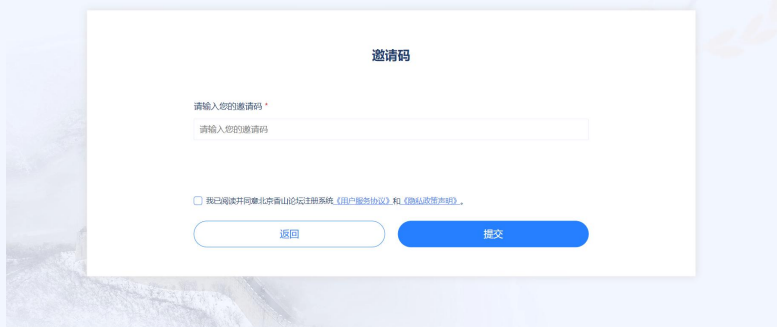 邀请码
请输入您的邀请码 *
请输入您的邀请码
我已阅读并同意北京香山论坛注册系统《用户服务协议》和《隐私政策声明》。
返回 提交